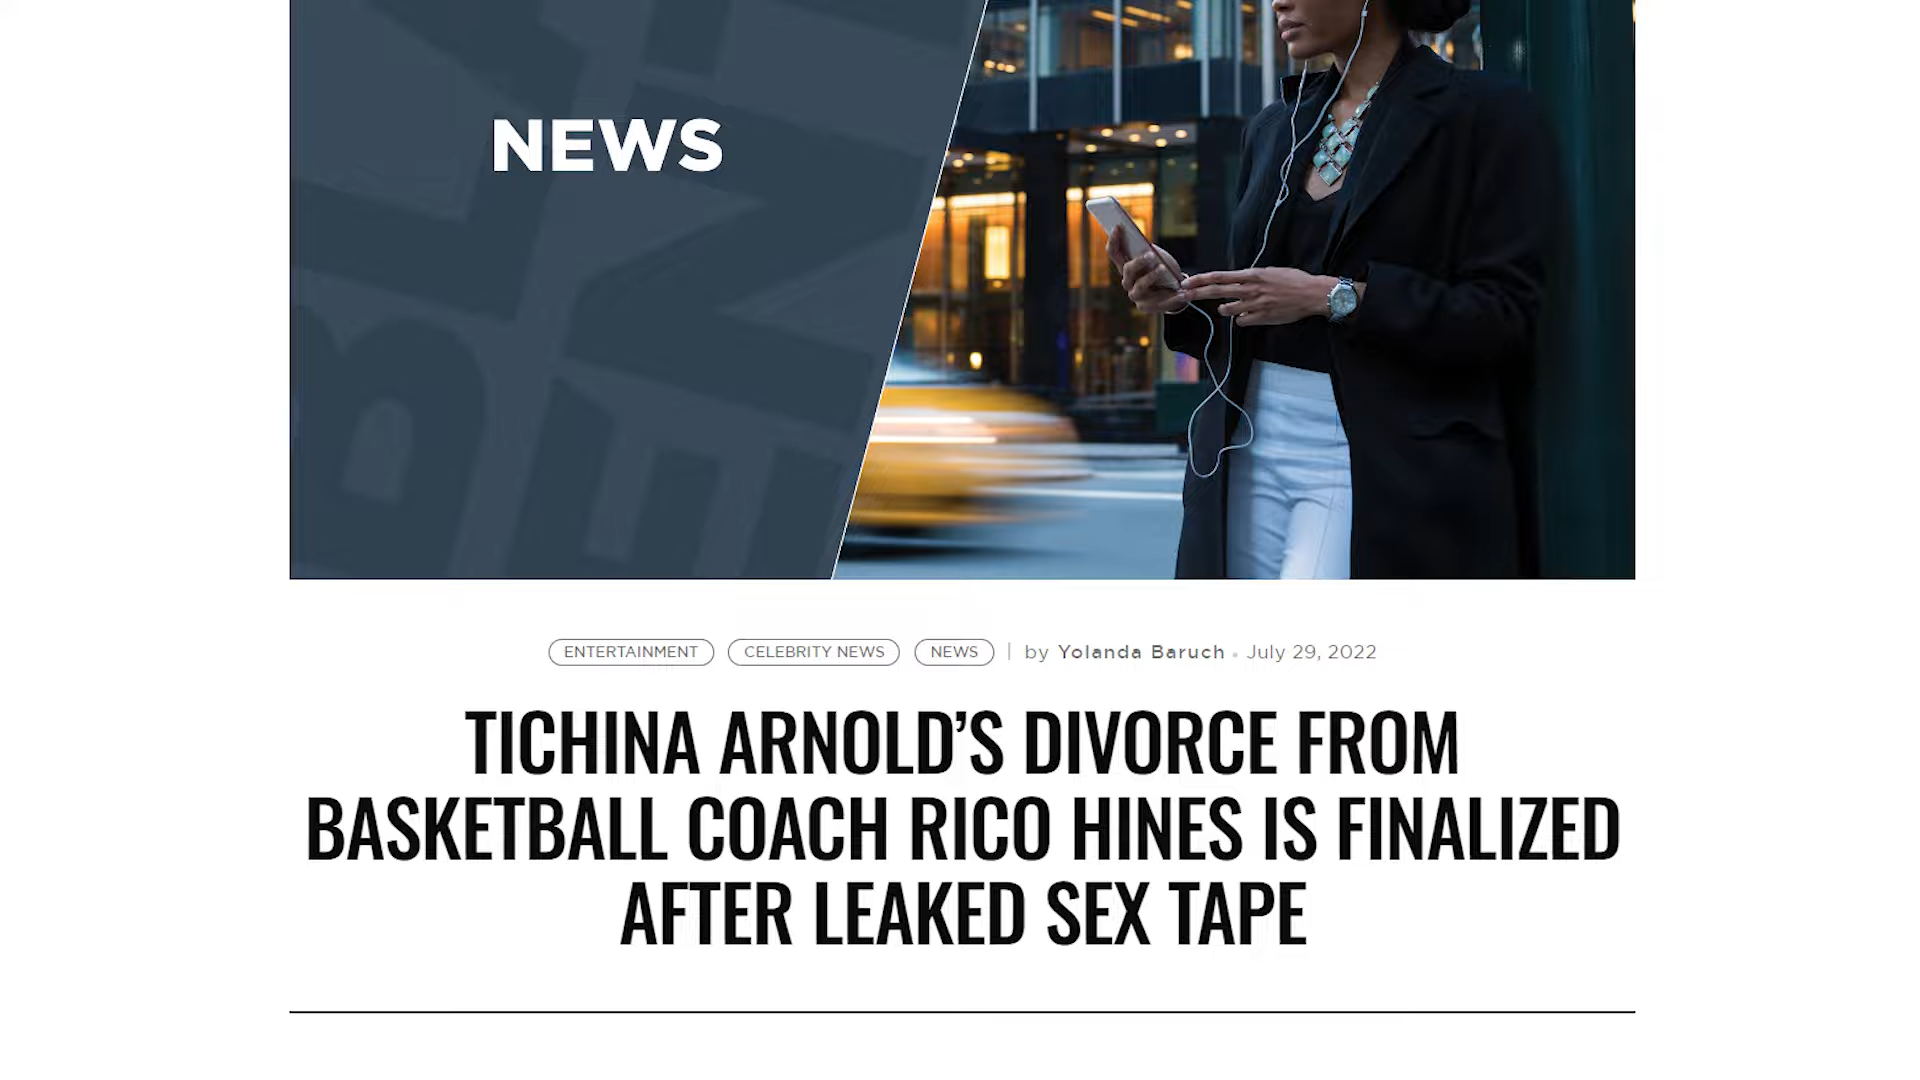 NEWS
ENTERTAINMENT CELEBRITY NEWS NEWS | by Yolanda Baruch • July 29, 2022
TICHINA ARNOLD’S DIVORCE FROM
BASKETBALL COACH RICO HINES IS FINALIZED
AFTER LEAKED SEX TAPE